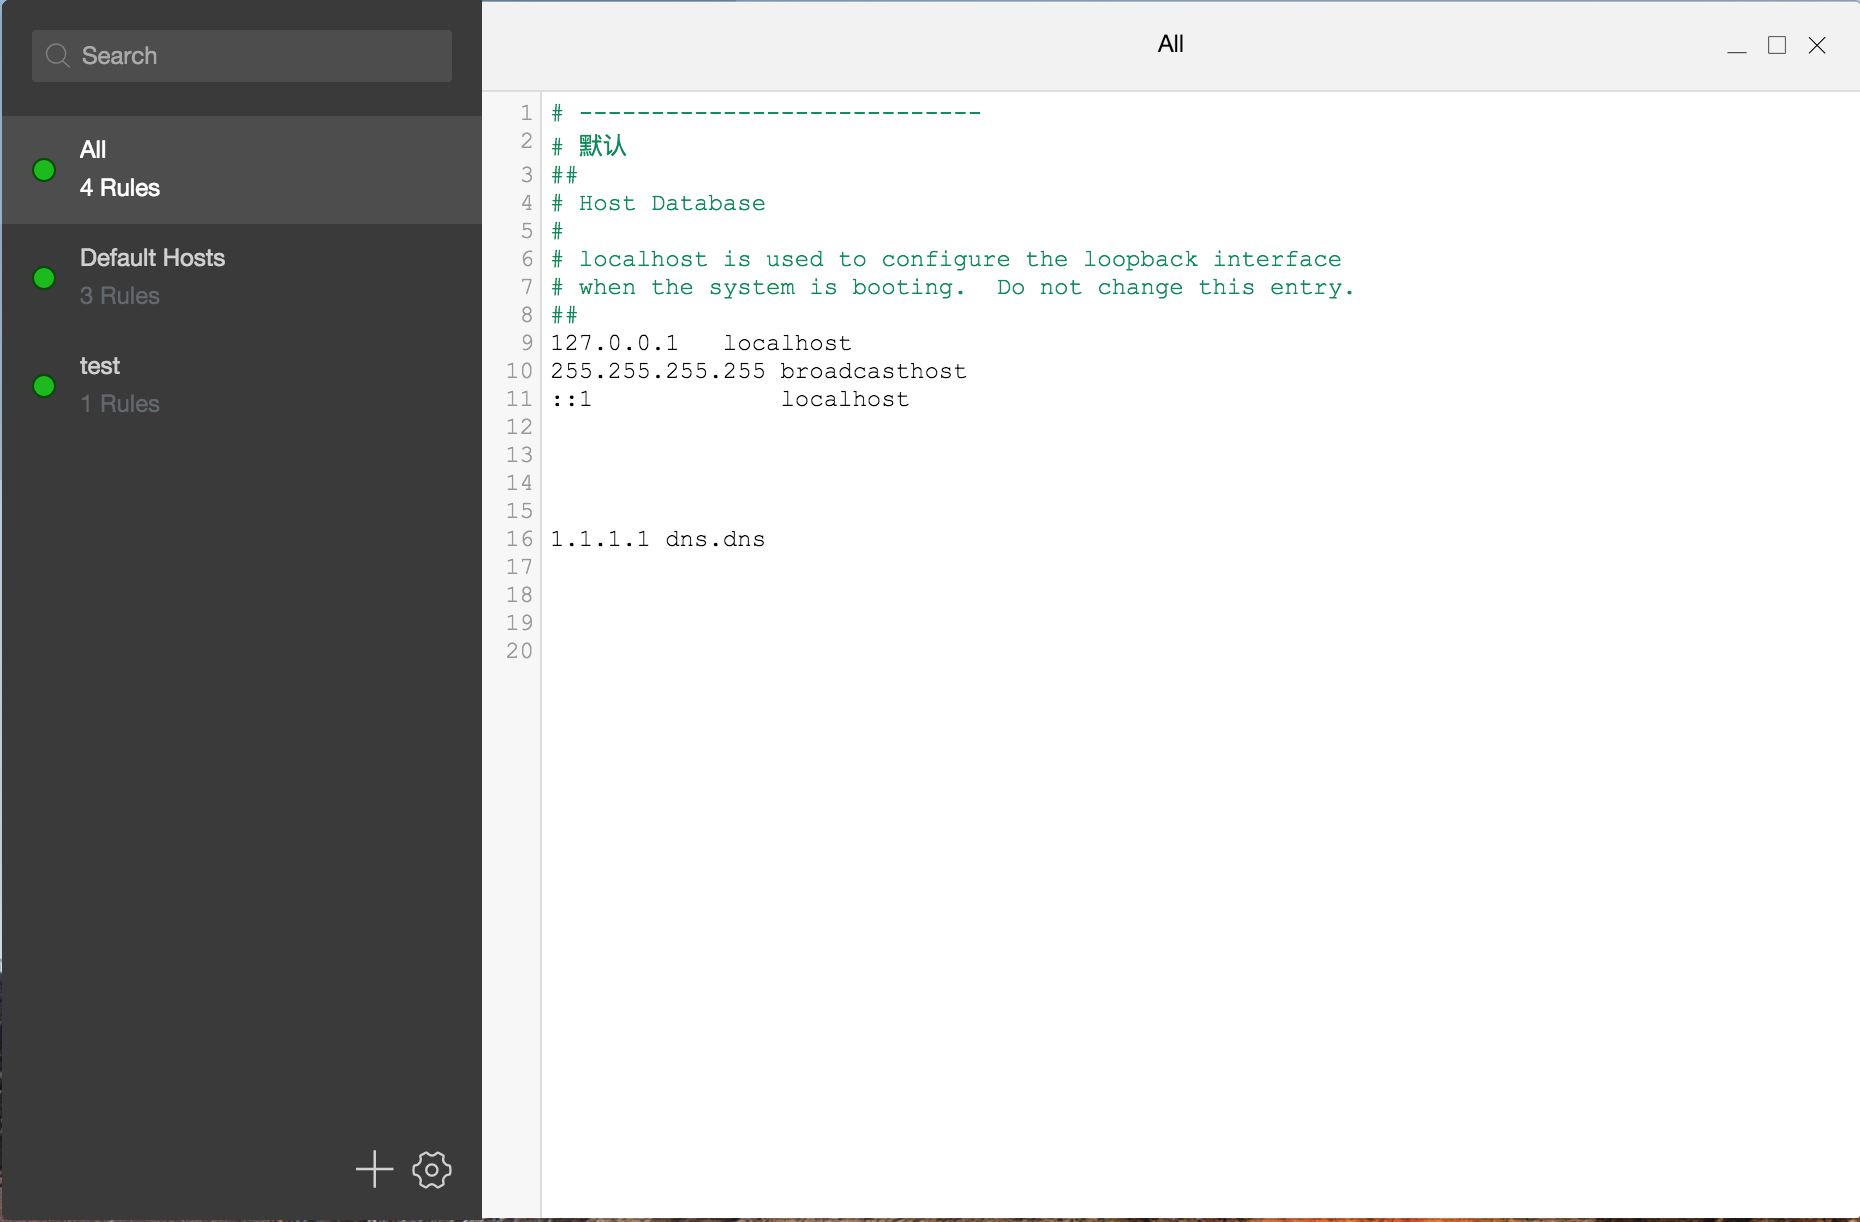 Search
All
4 Rules
Default Hosts
3 Rules
test
1 Rules
All
1 # ----------------------------
2 # 默认
3 ##
4 # Host Database
5 #
6 # localhost is used to configure the loopback interface
7 # when the system is booting.  Do not change this entry.
8 ##
9 127.0.0.1   localhost
10 255.255.255.255 broadcasthost
11 ::1             localhost
12
13
14
15
16 1.1.1.1 dns.dns
17
18
19
20